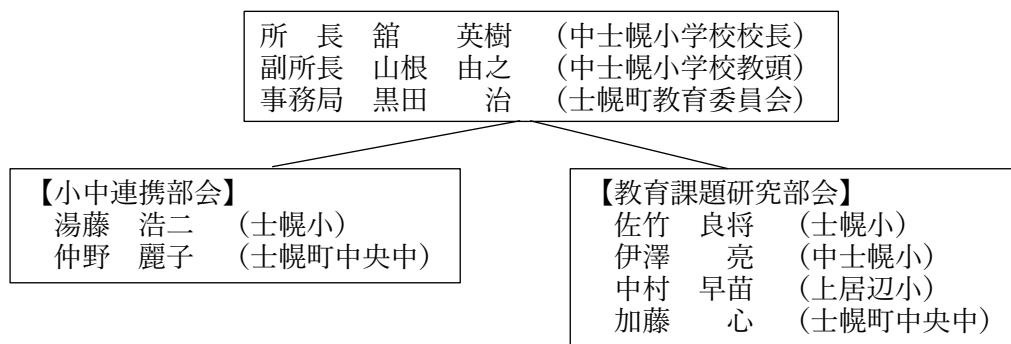 所　長　舘　　英樹　（中士幌小学校校長）
副所長　山根　由之　（中士幌小学校教頭）
事務局　黒田　　治　（士幌町教育委員会）
【小中連携部会】
湯藤　浩二　（士幌小）
仲野　麗子　（士幌町中央中）
【教育課題研究部会】
佐竹　良将　（士幌小）
伊澤　　亮　（中士幌小）
中村　早苗　（上居辺小）
加藤　　心　（士幌町中央中）